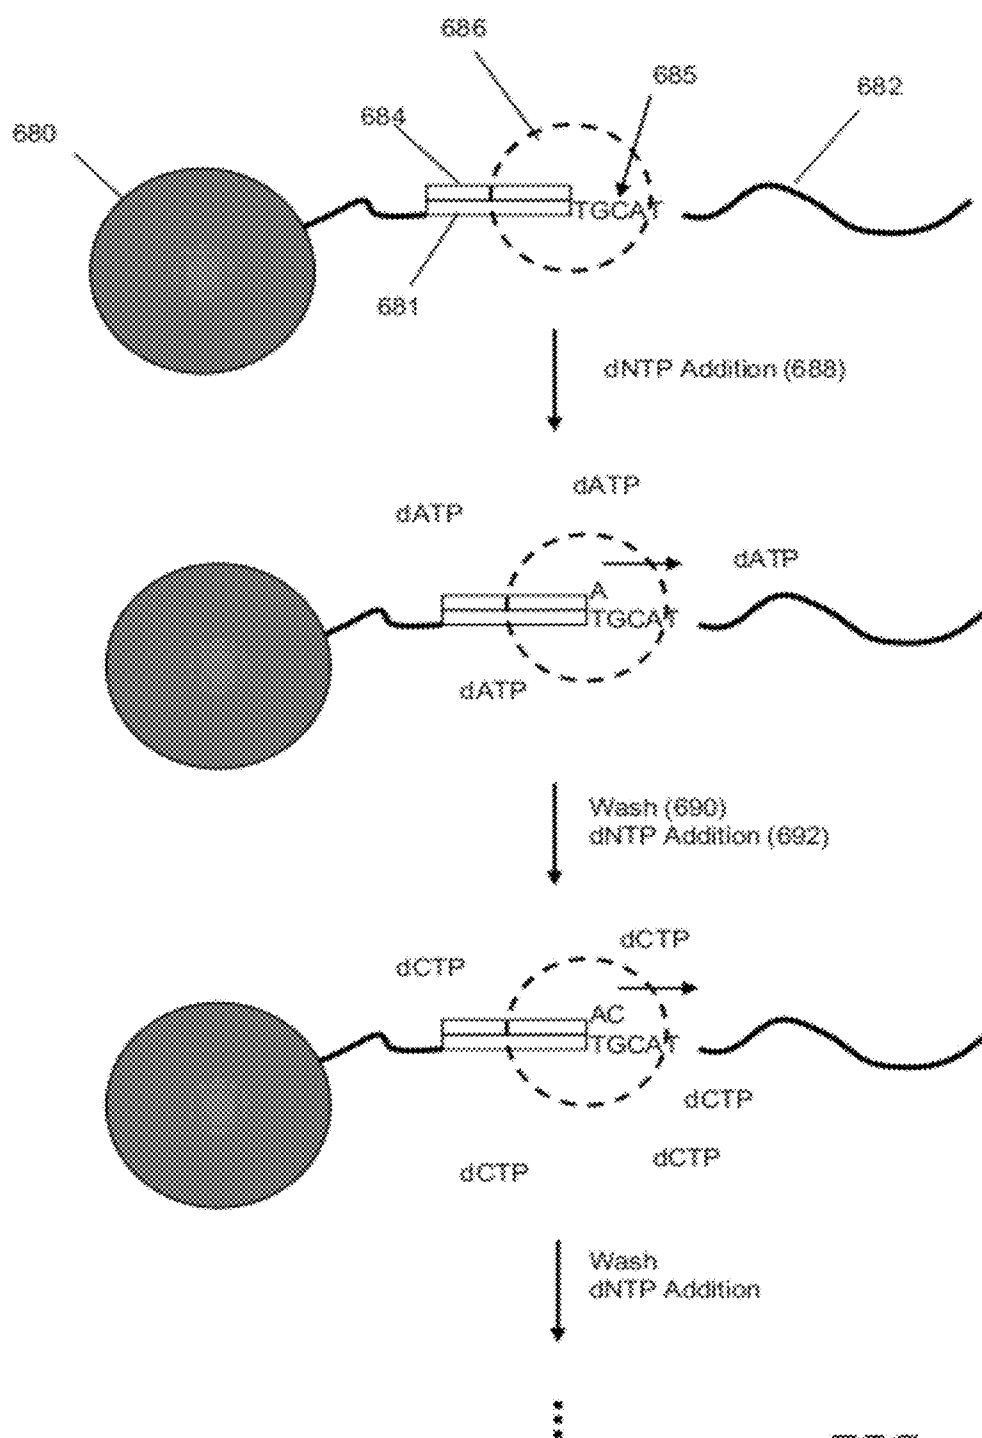 686
685
682
680
684
TGCAT
681
dNTP Addition (688)
dATP
dATP
dATP
A
TGCAT
dATP
Wash (690)
dNTP Addition (692)
dCTP
dCTP
AC
TGCAT
dCTP
dCTP
dCTP
Wash
dNTP Addition